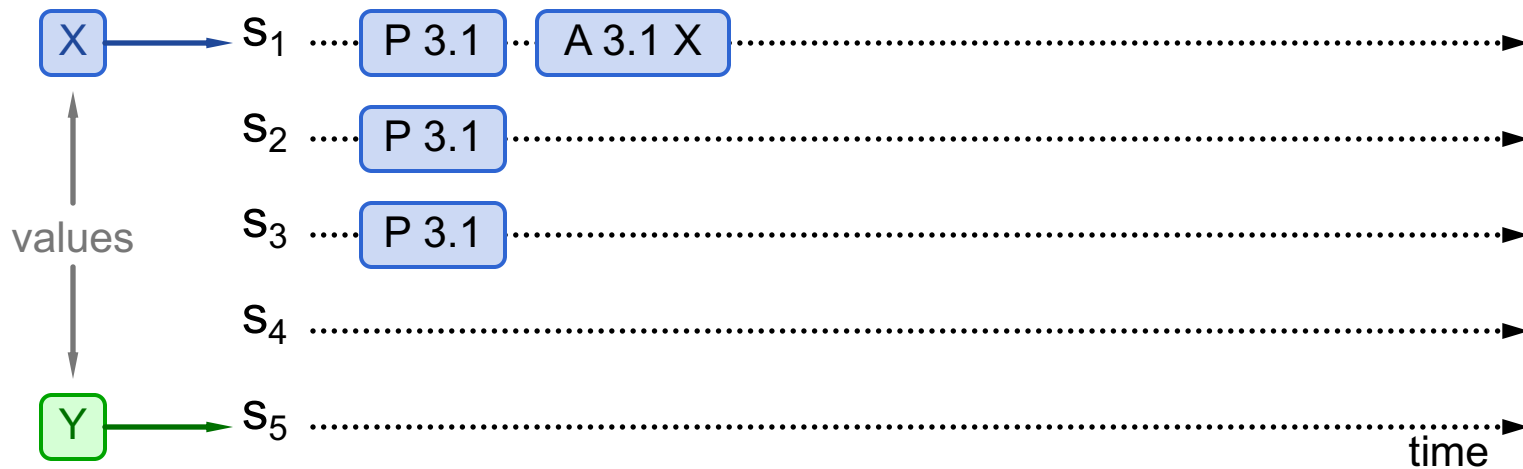 X s₁ P 3.1 A 3.1 X
s₂ P 3.1
values s₃ P 3.1
s₄
Y s₅
time